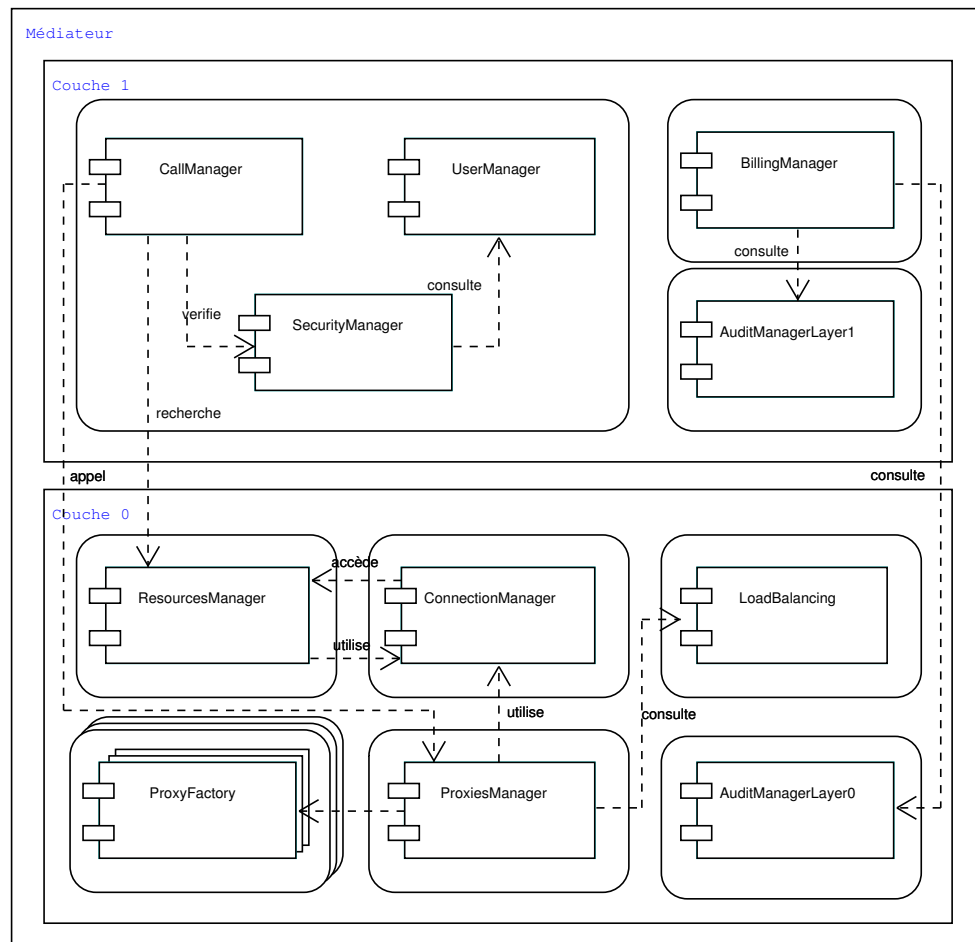 Médiateur
Couche 1
CallManager
UserManager
BillingManager
consulte
consulte
verifie
SecurityManager
AuditManagerLayer1
recherche
appel
consulte
Couche 0
accède
ResourcesManager
ConnectionManager
LoadBalancing
utilise
utilise
consulte
ProxyFactory
ProxiesManager
AuditManagerLayer0